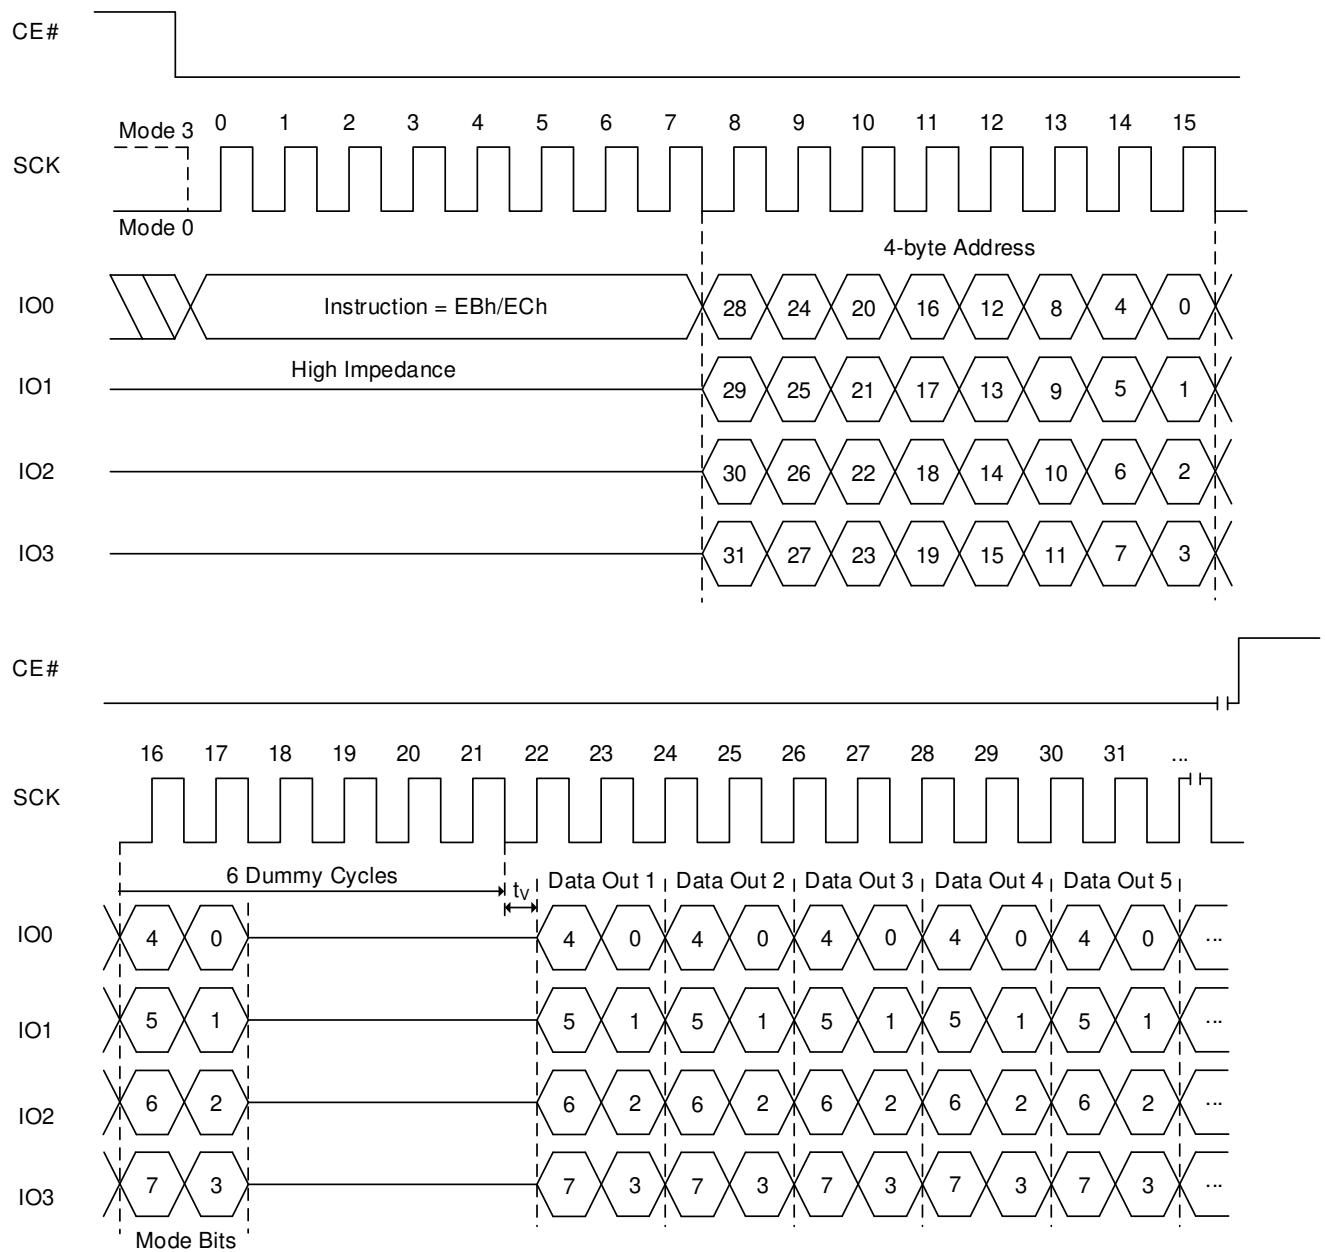 CE#
Mode 3 0 1 2 3 4 5 6 7 8 9 10 11 12 13 14 15
SCK
Mode 0
4-byte Address
IO0 Instruction = EBh/ECh 28 24 20 16 12 8 4 0
High Impedance
IO1 29 25 21 17 13 9 5 1
IO2 30 26 22 18 14 10 6 2
IO3 31 27 23 19 15 11 7 3
CE#
16 17 18 19 20 21 22 23 24 25 26 27 28 29 30 31 ...
SCK
6 Dummy Cycles tV Data Out 1 Data Out 2 Data Out 3 Data Out 4 Data Out 5
IO0 4 0 4 0 4 0 4 0 4 0 4 0 ...
IO1 5 1 5 1 5 1 5 1 5 1 5 1 ...
IO2 6 2 6 2 6 2 6 2 6 2 6 2 ...
IO3 7 3 7 3 7 3 7 3 7 3 7 3 ...
Mode Bits